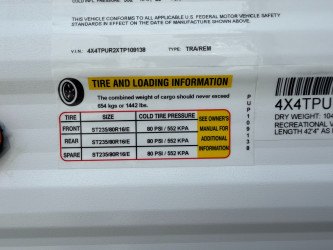 THIS VEHICLE CONFORMS TO ALL APPLICABLE U.S. FEDERAL MOTOR VEHICLE SAFETY
STANDARDS IN EFFECT ON THE DATE OF MANUFACTURE SHOWN ABOVE.
V.I.N: 4X4TPUR2XTP109138 TYPE: TRA/REM
TIRE AND LOADING INFORMATION
The combined weight of cargo should never exceed
654 kgs or 1442 lbs.
TIRE SIZE COLD TIRE PRESSURE
FRONT ST235/80R16/E 80 PSI / 552 KPA
REAR ST235/80R16/E 80 PSI / 552 KPA
SPARE ST235/80R16/E 80 PSI / 552 KPA
SEE OWNER'S
MANUAL FOR
ADDITIONAL
INFORMATION
PUP109138
4X4TPU
DRY WEIGHT: 104
RECREATIONAL V
LENGTH 42'4" AS